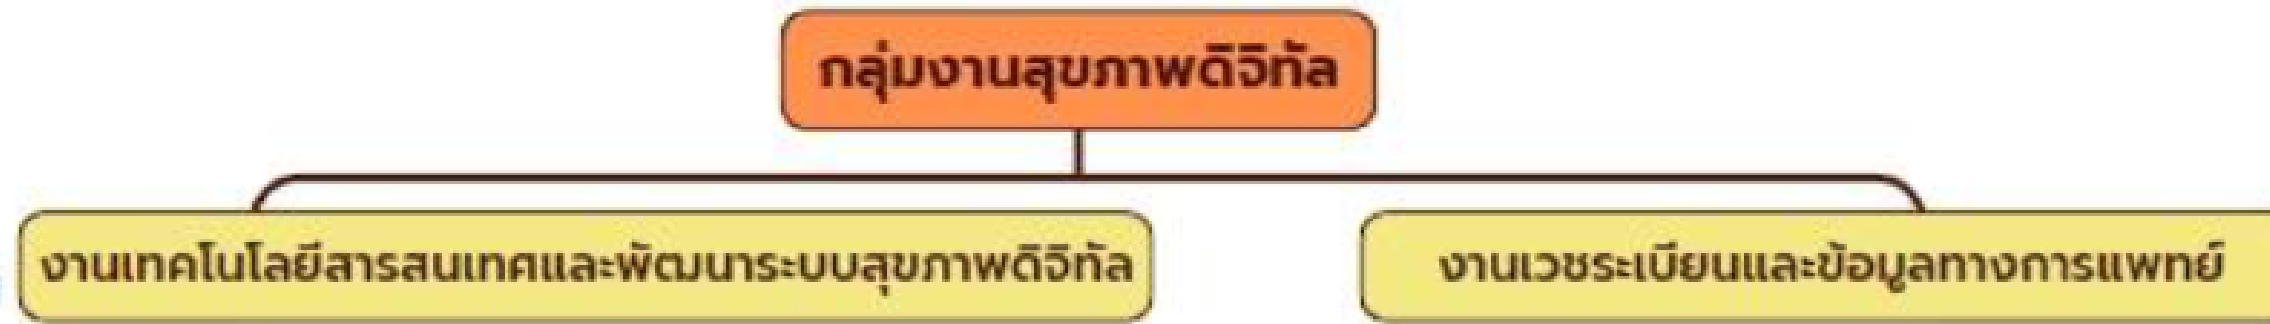 กลุ่มงานสุขภาพดิจิทัล
งานเทคโนโลยีสารสนเทศและพัฒนาระบบสุขภาพดิจิทัล
งานเวชระเบียนและข้อมูลทางการแพทย์